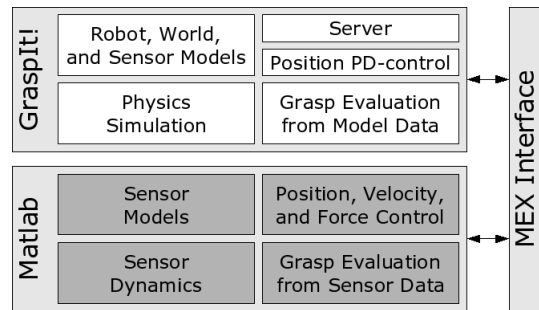 GraspIt!
Robot, World,
and Sensor Models
Server
Position PD-control
Physics
Simulation
Grasp Evaluation
from Model Data
Matlab
Sensor
Models
Position, Velocity,
and Force Control
Sensor
Dynamics
Grasp Evaluation
from Sensor Data
MEX Interface